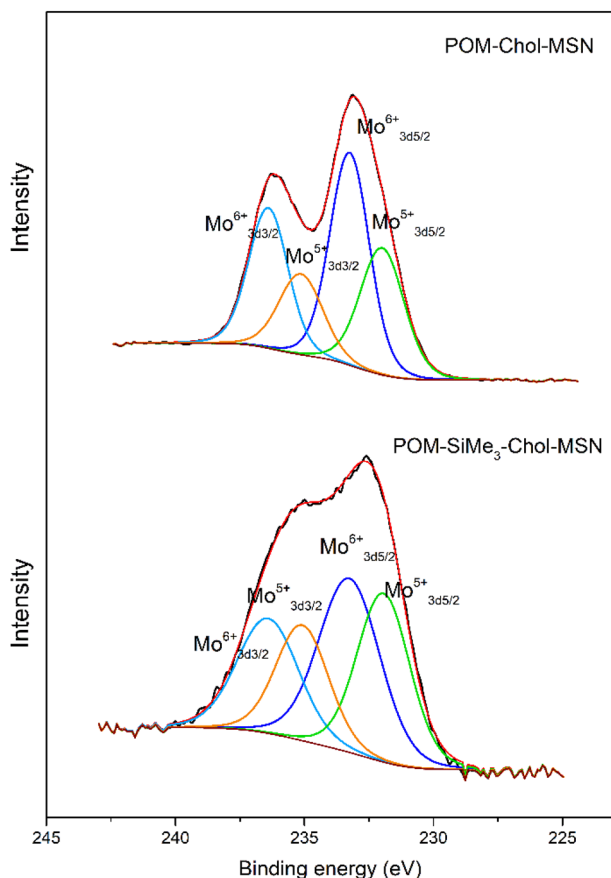 POM-Chol-MSN
Mo6+ 3d5/2
Mo6+ 3d3/2
Mo5+ 3d3/2
Mo5+ 3d5/2
Intensity
POM-SiMe3-Chol-MSN
Mo6+ 3d5/2
Mo5+ 3d3/2
Mo5+ 3d5/2
Mo6+ 3d3/2
Intensity
245 240 235 230 225
Binding energy (eV)